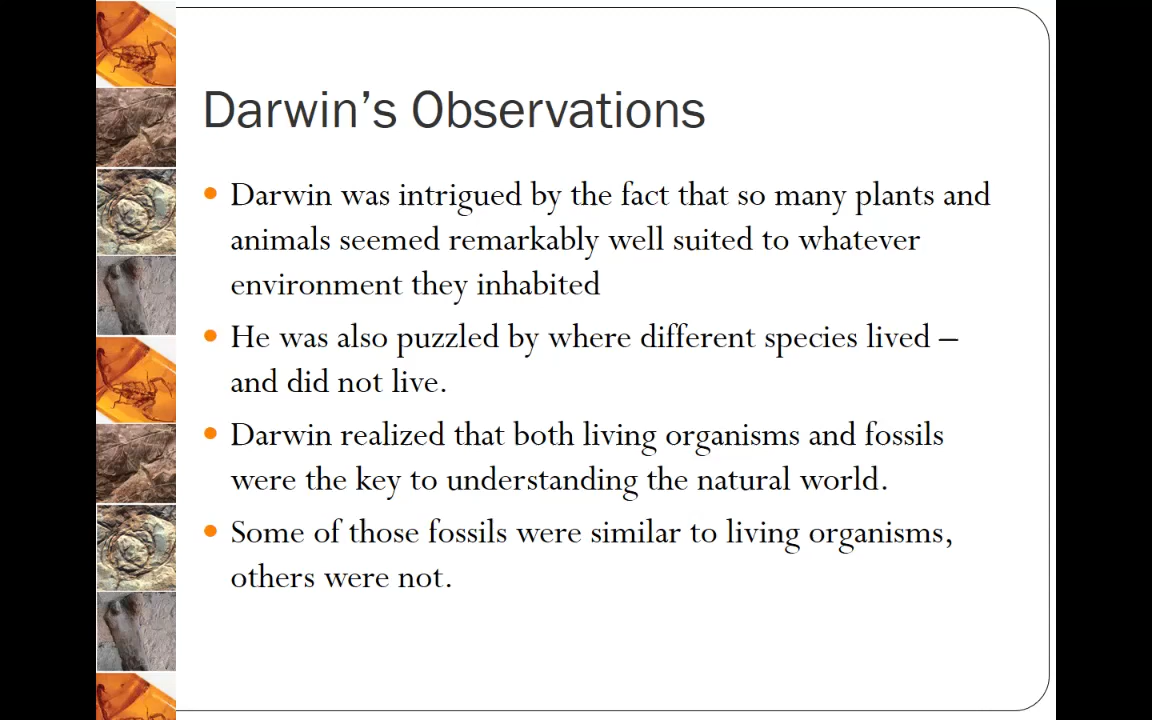 Darwin’s Observations
• Darwin was intrigued by the fact that so many plants and
animals seemed remarkably well suited to whatever
environment they inhabited
• He was also puzzled by where different species lived –
and did not live.
• Darwin realized that both living organisms and fossils
were the key to understanding the natural world.
• Some of those fossils were similar to living organisms,
others were not.